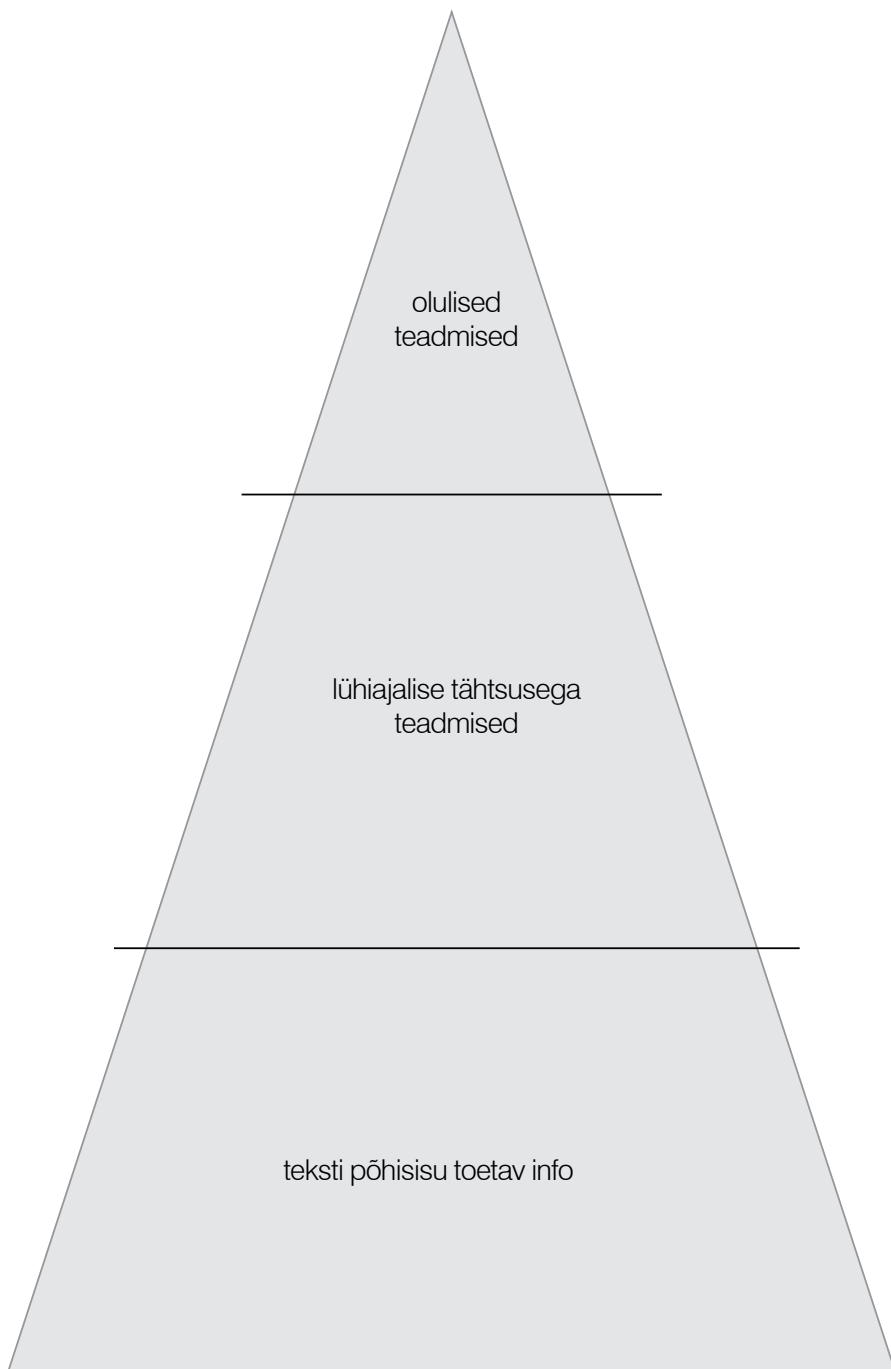 olulised
teadmised
lühiajalise tähtsusega
teadmised
teksti põhisisu toetav info